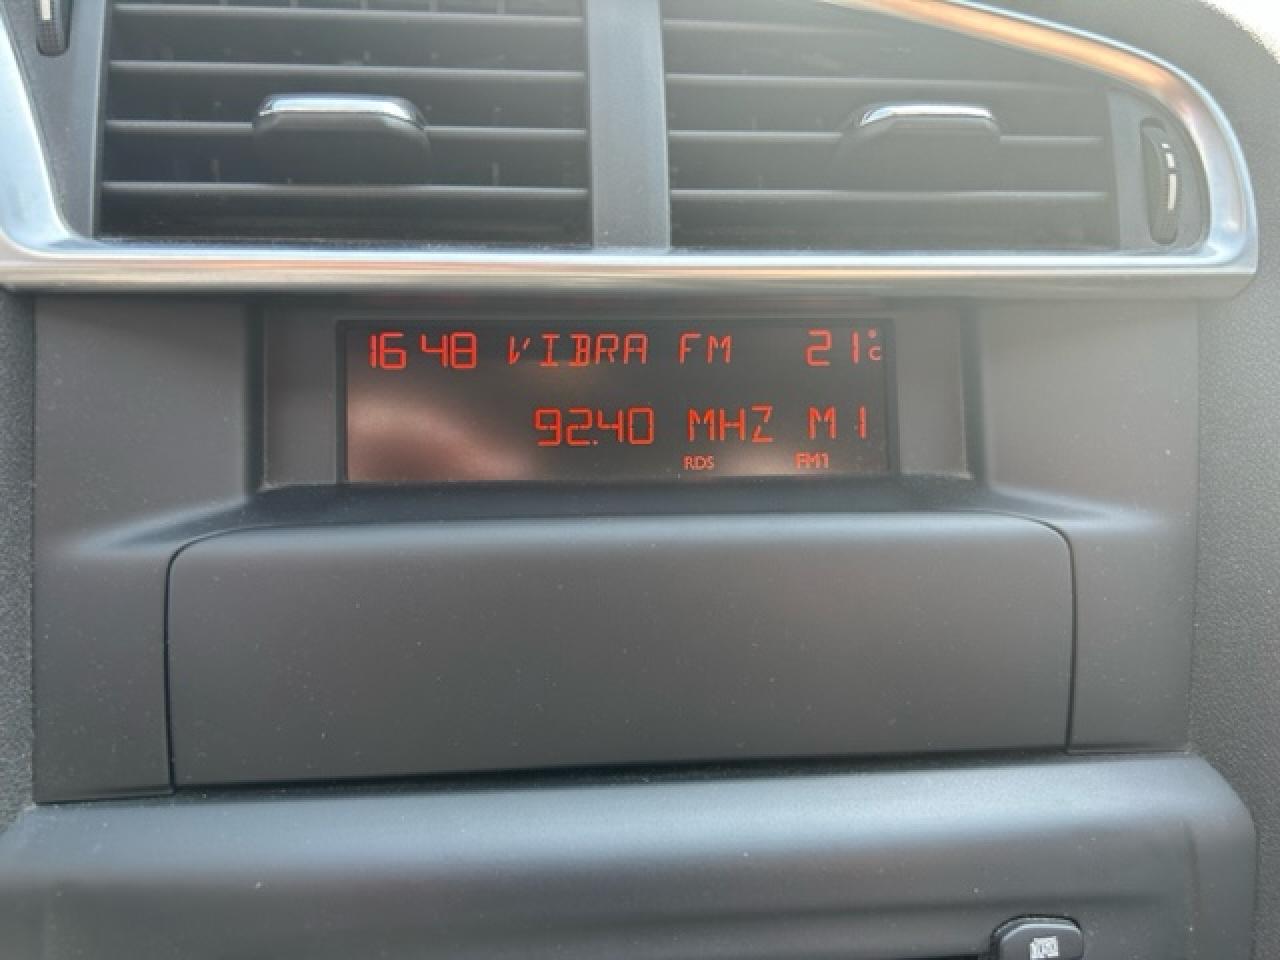 16 48 VIBRA FM 21°C
92.40 MHZ M1
RDS FM1